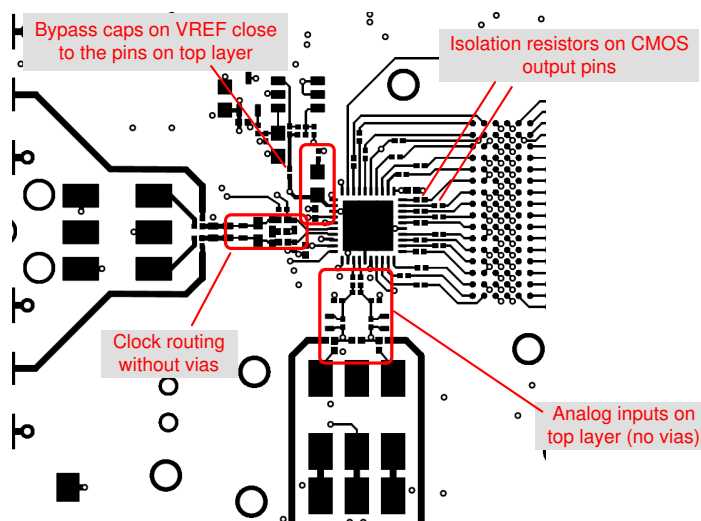 Bypass caps on VREF close
to the pins on top layer
Isolation resistors on CMOS
output pins
Clock routing
without vias
Analog inputs on
top layer (no vias)